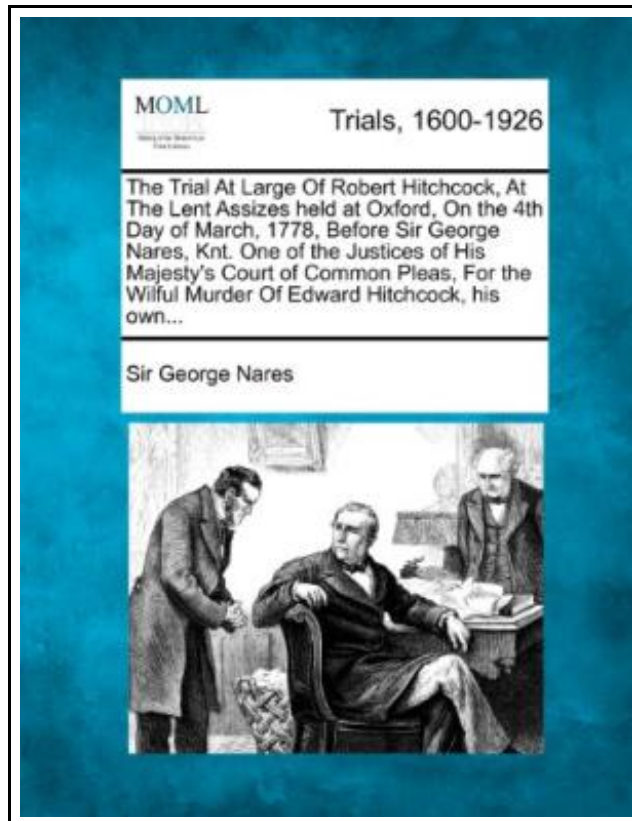 MOML
Trials, 1600-1926
The Trial At Large Of Robert Hitchcock, At
The Lent Assizes held at Oxford, On the 4th
Day of March, 1778, Before Sir George
Nares, Knt. One of the Justices of His
Majesty's Court of Common Pleas, For the
Wilful Murder Of Edward Hitchcock, his
own...
Sir George Nares